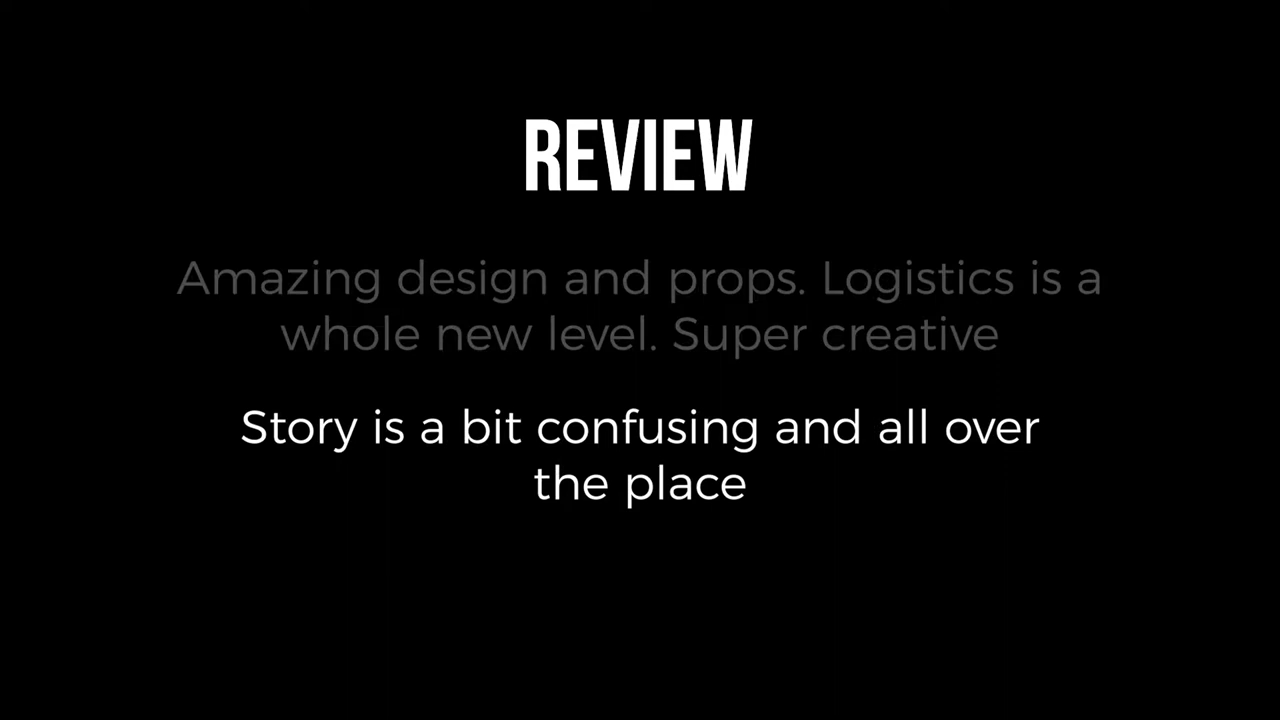 REVIEW
Amazing design and props. Logistics is a
whole new level. Super creative
Story is a bit confusing and all over
the place